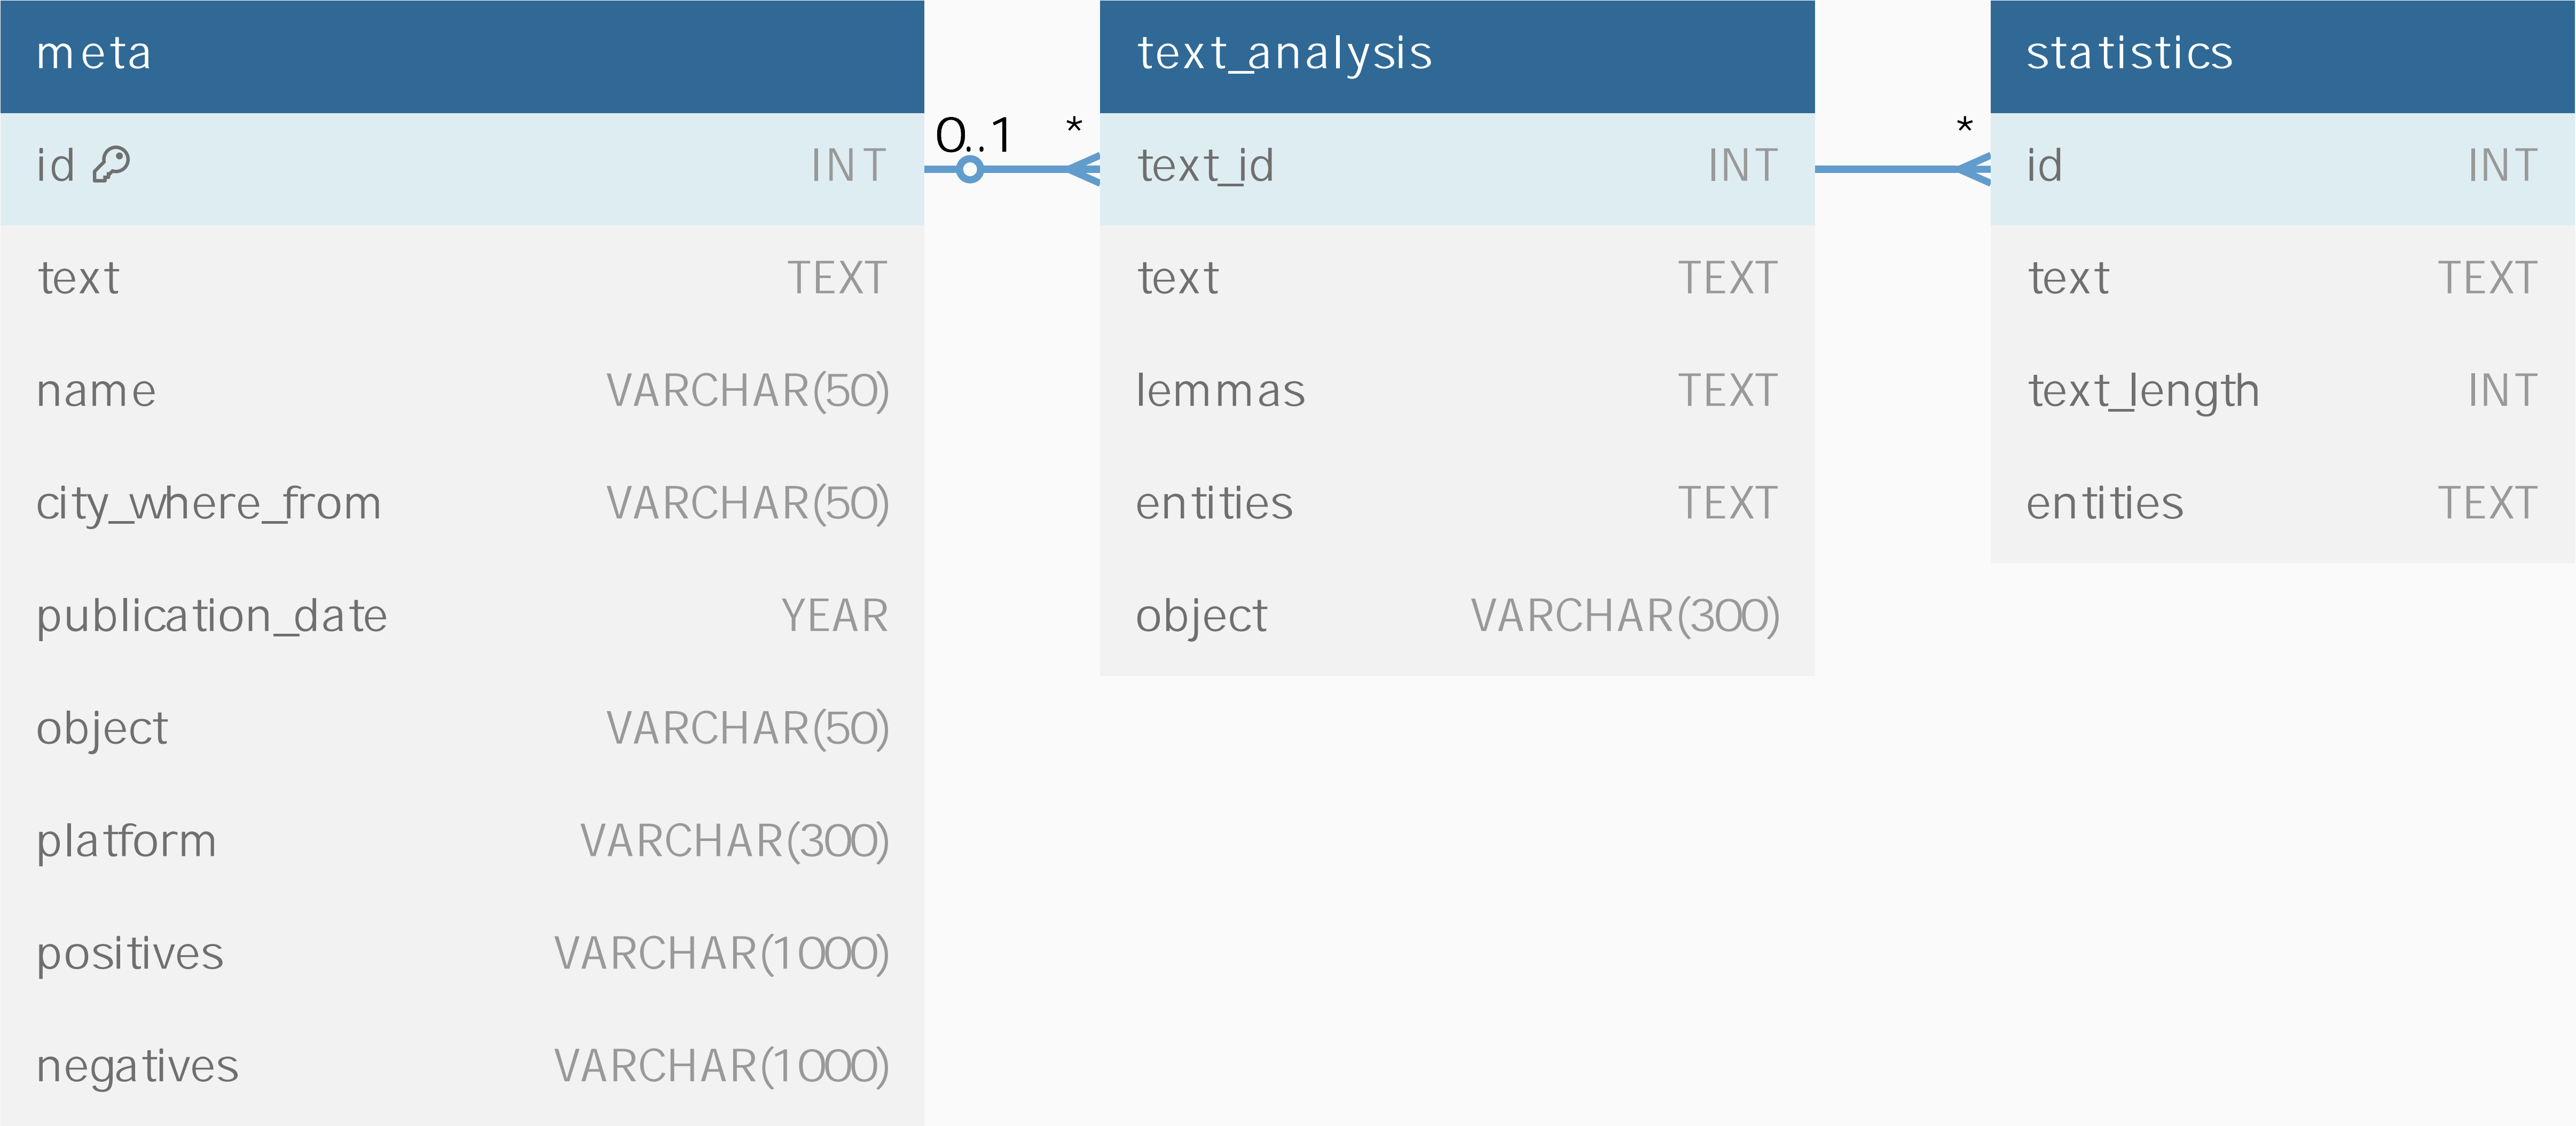 meta
id INT
text TEXT
name VARCHAR(50)
city_where_from VARCHAR(50)
publication_date YEAR
object VARCHAR(50)
platform VARCHAR(300)
positives VARCHAR(1000)
negatives VARCHAR(1000)
0..1 *
text_analysis
text_id INT
text TEXT
lemmas TEXT
entities TEXT
object VARCHAR(300)
*
statistics
id INT
text TEXT
text_length INT
entities TEXT